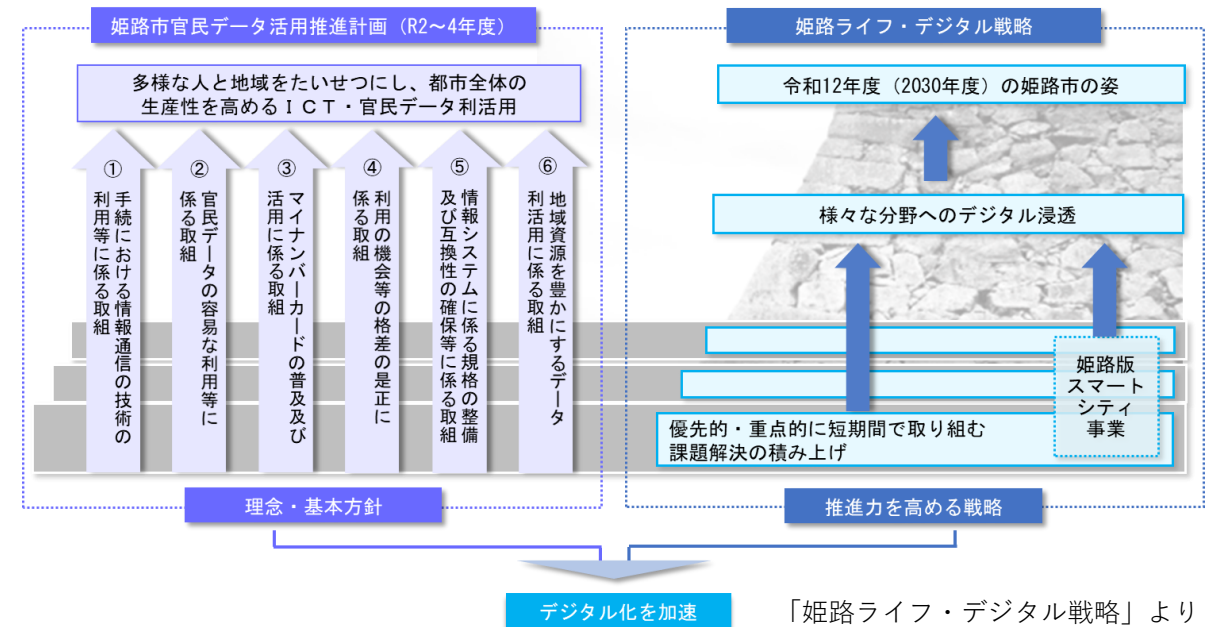 姫路市官民データ活用推進計画（R2～4年度）
多様な人と地域をたいせつにし、都市全体の
生産性を高めるＩＣＴ・官民データ利活用
①
手続における情報通信の技術の
利用等に係る取組
②
官民データの容易な利用等に
係る取組
③
マイナンバーカードの普及及び
活用に係る取組
④
利用の機会等の格差の是正に
係る取組
⑤
情報システムに係る規格の整備
及び互換性の確保等に係る取組
⑥
地域資源を豊かにするデータ
利活用に係る取組
理念・基本方針
姫路ライフ・デジタル戦略
令和12年度（2030年度）の姫路市の姿
様々な分野へのデジタル浸透
姫路版
スマート
シティ
事業
優先的・重点的に短期間で取り組む
課題解決の積み上げ
推進力を高める戦略
デジタル化を加速
「姫路ライフ・デジタル戦略」より